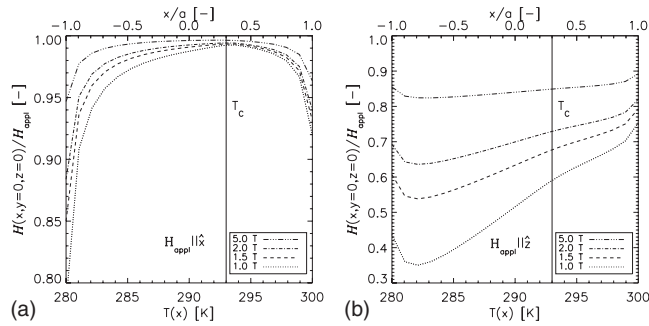 x/a [-]
-1.0 -0.5 0.0 0.5 1.0
1.00
0.95
0.90
0.85
0.80
H(x,y=0,z=0)/H_appl [-]
T_C
H_appl||x̂
5.0 T
2.0 T
1.5 T
1.0 T
280 285 290 295 300
T(x) [K]
(a)
x/a [-]
-1.0 -0.5 0.0 0.5 1.0
1.0
0.9
0.8
0.7
0.6
0.5
0.4
0.3
H(x,y=0,z=0)/H_appl [-]
T_C
H_appl||ẑ
5.0 T
2.0 T
1.5 T
1.0 T
280 285 290 295 300
T(x) [K]
(b)